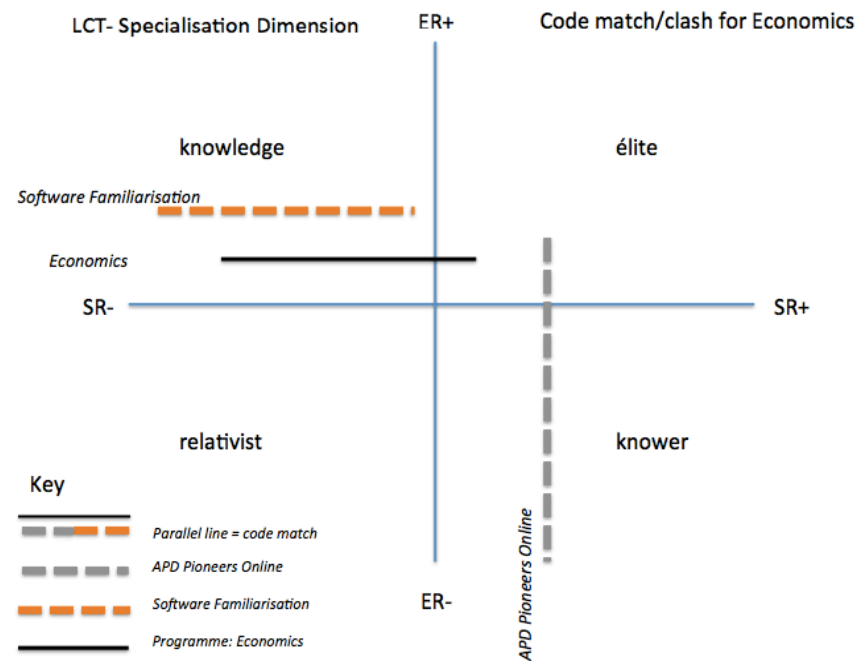 LCT- Specialisation Dimension
ER+
Code match/clash for Economics
knowledge
élite
Software Familiarisation
Economics
SR-
SR+
relativist
knower
Key
Parallel line = code match
APD Pioneers Online
Software Familiarisation
Programme: Economics
ER-
APD Pioneers Online